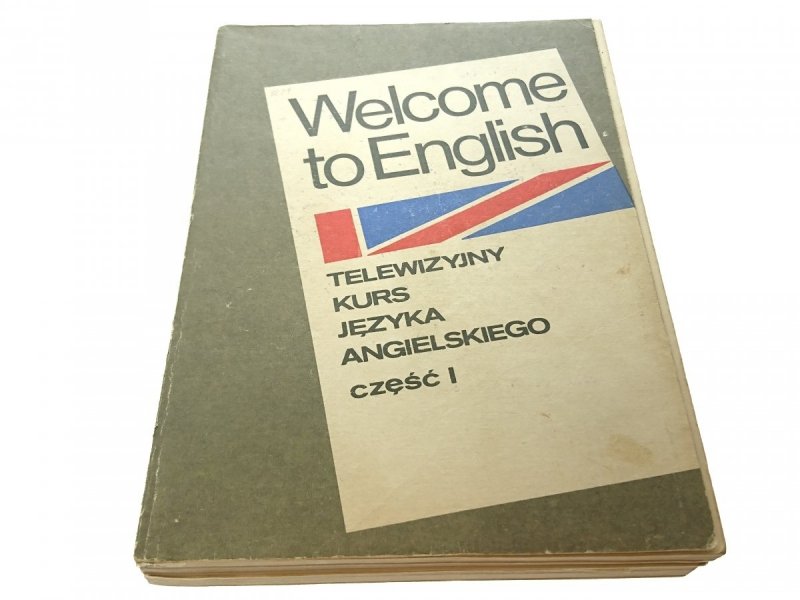 Welcome
to English
TELEWIZYJNY
KURS
JĘZYKA
ANGIELSKIEGO
część I